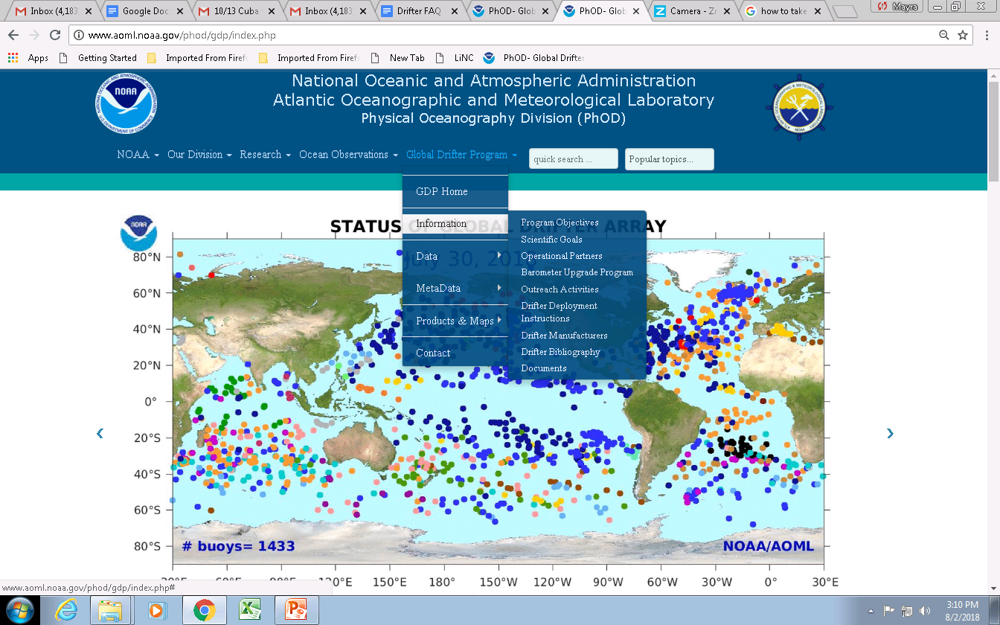 Inbox (4,183
Google Doc
10/13 Cuba
Inbox (4,183
Drifter FAQ
PhOD- Glob
PhOD- Glob
Camera - Zn
how to take
Mayra
www.aoml.noaa.gov/phod/gdp/index.php
Apps
Getting Started
Imported From Firef
Imported From Firef
New Tab
LiNC
PhOD- Global Drifter
NOAA
National Oceanic and Atmospheric Administration
Atlantic Oceanographic and Meteorological Laboratory
Physical Oceanography Division (PhOD)
NOAA
Our Division
Research
Ocean Observations
Global Drifter Program
quick search ...
Popular topics...
GDP Home
Information
Data
MetaData
Products & Maps
Contact
Program Objectives
Scientific Goals
Operational Partners
Barometer Upgrade Program
Outreach Activities
Drifter Deployment
Instructions
Drifter Manufacturers
Drifter Bibliography
Documents
NOAA
STATUS OF GLOBAL DRIFTER ARRAY
July 30, 2018
80°N
60°N
40°N
20°N
0°
20°S
40°S
60°S
80°S
# buoys= 1433
NOAA/AOML
120°E
150°E
180°
150°W
120°W
90°W
60°W
30°W
0°
30°E
www.aoml.noaa.gov/phod/gdp/index.php#
3:10 PM
8/2/2018